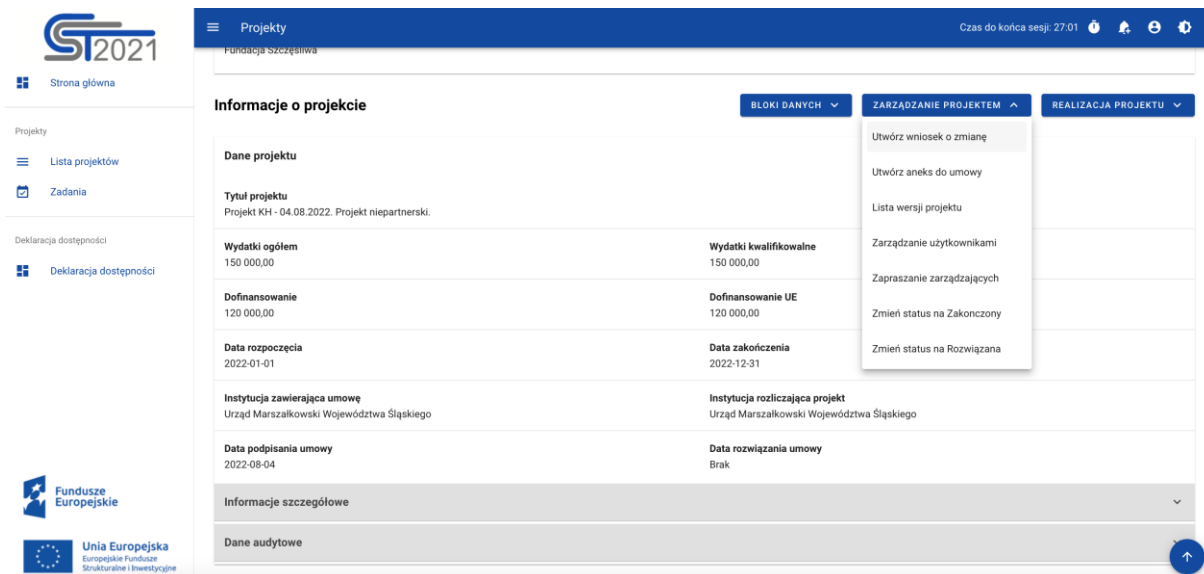 ST2021
Strona główna
Projekty
Lista projektów
Zadania
Deklaracja dostępności
Deklaracja dostępności
Fundusze
Europejskie
Unia Europejska
Europejskie Fundusze
Strukturalne i Inwestycyjne
Projekty
Czas do końca sesji: 27:01
Fundacja Szczęśliwa
Informacje o projekcie
BLOKI DANYCH
ZARZĄDZANIE PROJEKTEM
REALIZACJA PROJEKTU
Utwórz wniosek o zmianę
Utwórz aneks do umowy
Lista wersji projektu
Zarządzanie użytkownikami
Zapraszanie zarządzających
Zmień status na Zakonczony
Zmień status na Rozwiązana
Dane projektu
Tytuł projektu
Projekt KH - 04.08.2022. Projekt niepartnerski.
Wydatki ogółem
150 000,00
Wydatki kwalifikowalne
150 000,00
Dofinansowanie
120 000,00
Dofinansowanie UE
120 000,00
Data rozpoczęcia
2022-01-01
Data zakończenia
2022-12-31
Instytucja zawierająca umowę
Urząd Marszałkowski Województwa Śląskiego
Instytucja rozliczająca projekt
Urząd Marszałkowski Województwa Śląskiego
Data podpisania umowy
2022-08-04
Data rozwiązania umowy
Brak
Informacje szczegółowe
Dane audytowe